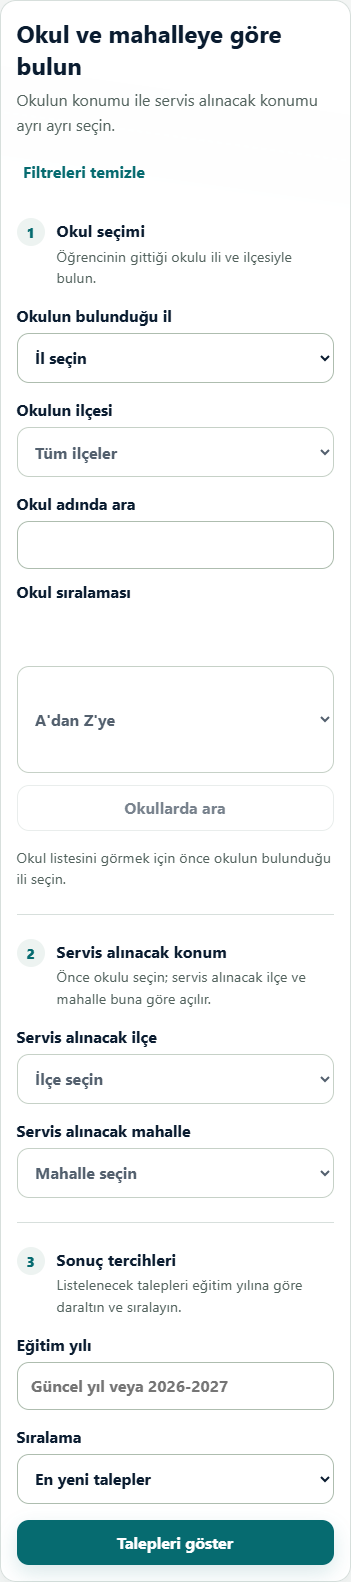 Okul ve mahalleye göre
bulun
Okulun konumu ile servis alınacak konumu
ayrı ayrı seçin.
Filtreleri temizle
1 Okul seçimi
Öğrencinin gittiği okulu ili ve ilçesiyle
bulun.
Okulun bulunduğu il
İl seçin
Okulun ilçesi
Tüm ilçeler
Okul adında ara
Okul sıralaması
A'dan Z'ye
Okullarda ara
Okul listesini görmek için önce okulun bulunduğu
ili seçin.
2 Servis alınacak konum
Önce okulu seçin; servis alınacak ilçe ve
mahalle buna göre açılır.
Servis alınacak ilçe
İlçe seçin
Servis alınacak mahalle
Mahalle seçin
3 Sonuç tercihleri
Listelenecek talepleri eğitim yılına göre
daraltın ve sıralayın.
Eğitim yılı
Güncel yıl veya 2026-2027
Sıralama
En yeni talepler
Talepleri göster